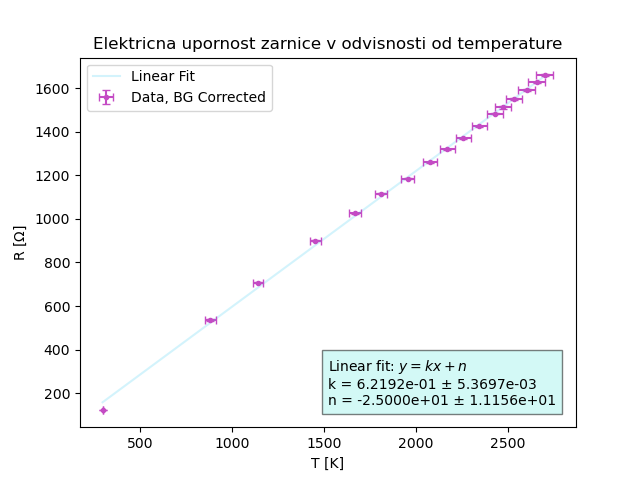 Elektricna upornost zarnice v odvisnosti od temperature
Linear Fit
Data, BG Corrected
R [Ω]
1600
1400
1200
1000
800
600
400
200
Linear fit: y = kx + n
k = 6.2192e-01 ± 5.3697e-03
n = -2.5000e+01 ± 1.1156e+01
500 1000 1500 2000 2500
T [K]